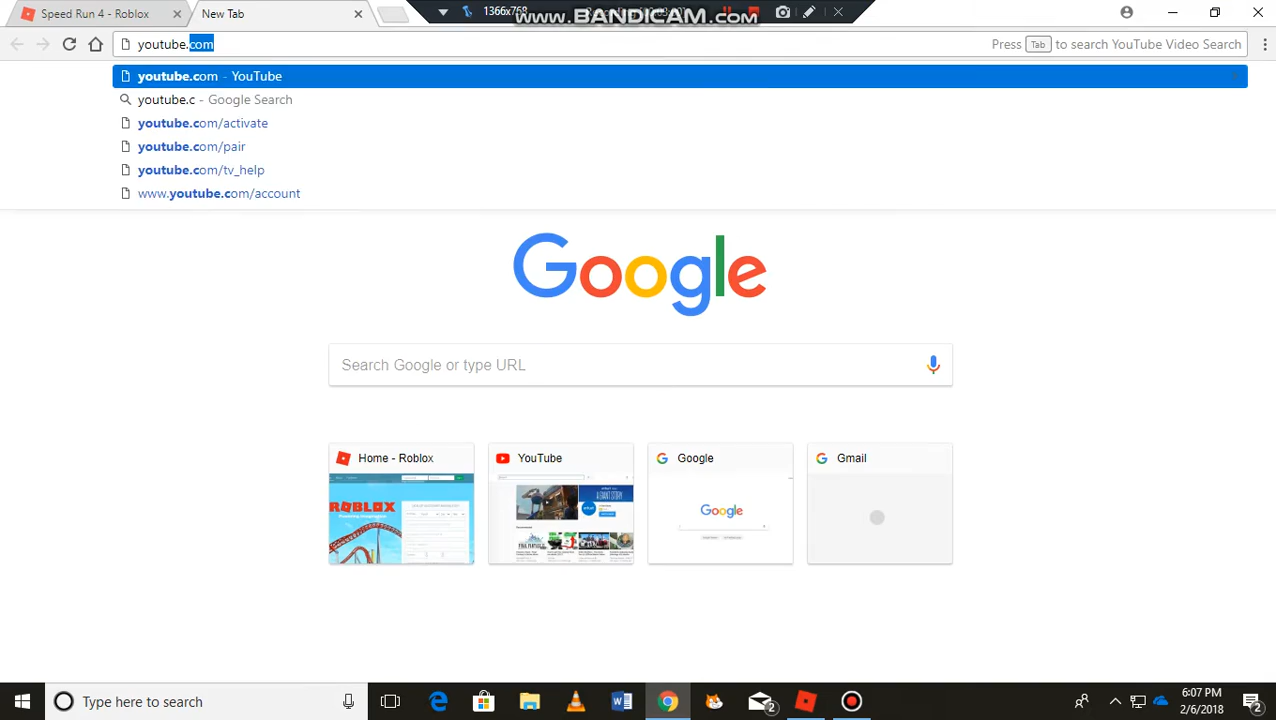 Speed Run 4 - Roblox
New Tab
1366x768
www.BANDICAM.com
youtube.com
Press Tab to search YouTube Video Search
youtube.com - YouTube
youtube.c - Google Search
youtube.com/activate
youtube.com/pair
youtube.com/tv_help
www.youtube.com/account
Google
Search Google or type URL
Home - Roblox
YouTube
Google
Gmail
ROBLOX
Google
Type here to search
2
6:07 PM
2/6/2018
2